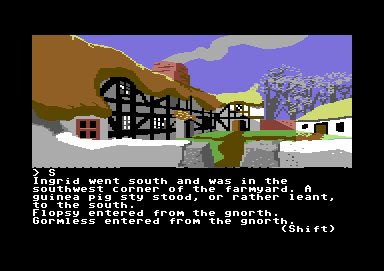 > S
Ingrid went south and was in the
southwest corner of the farmyard. A
guinea pig sty stood, or rather leant,
to the south.
Flopsy entered from the gnorth.
Gormless entered from the gnorth.
(Shift)